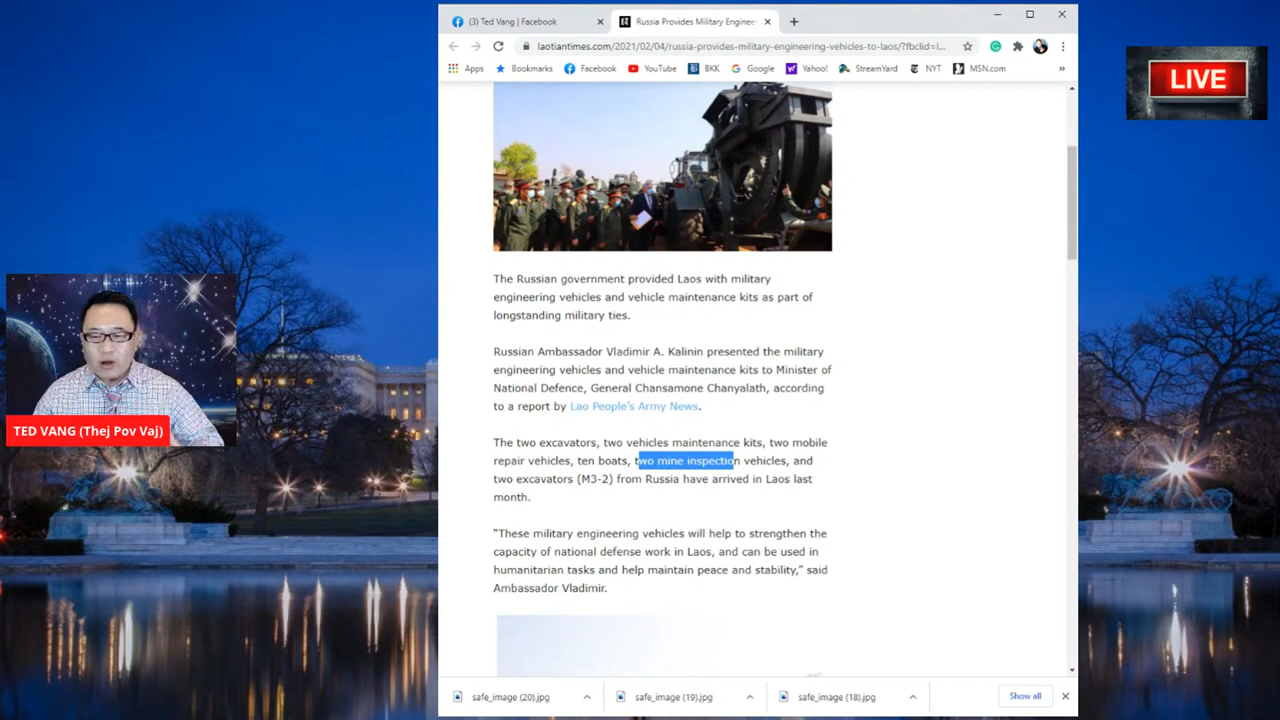 (3) Ted Vang | Facebook
Russia Provides Military Enginee
laotiantimes.com/2021/02/04/russia-provides-military-engineering-vehicles-to-laos/?fbclid=I...
Apps
Bookmarks
Facebook
YouTube
BKK
Google
Yahoo!
StreamYard
NYT
MSN.com
»
LIVE
The Russian government provided Laos with military
engineering vehicles and vehicle maintenance kits as part of
longstanding military ties.
Russian Ambassador Vladimir A. Kalinin presented the military
engineering vehicles and vehicle maintenance kits to Minister of
National Defence, General Chansamone Chanyalath, according
to a report by Lao People’s Army News.
The two excavators, two vehicles maintenance kits, two mobile
repair vehicles, ten boats, two mine inspection vehicles, and
two excavators (M3-2) from Russia have arrived in Laos last
month.
“These military engineering vehicles will help to strengthen the
capacity of national defense work in Laos, and can be used in
humanitarian tasks and help maintain peace and stability,” said
Ambassador Vladimir.
TED VANG (Thej Pov Vaj)
safe_image (20).jpg
safe_image (19).jpg
safe_image (18).jpg
Show all